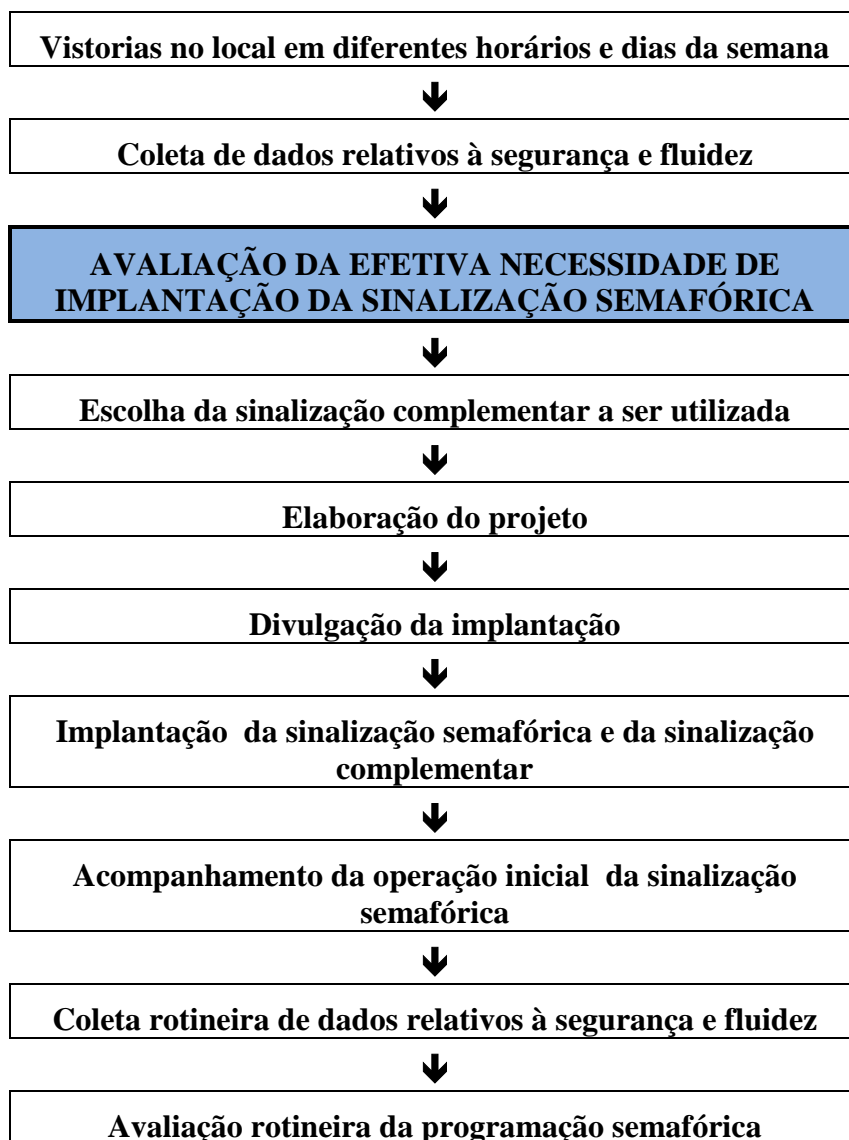 Vistorias no local em diferentes horários e dias da semana
Coleta de dados relativos à segurança e fluidez
AVALIAÇÃO DA EFETIVA NECESSIDADE DE
IMPLANTAÇÃO DA SINALIZAÇÃO SEMAFÓRICA
Escolha da sinalização complementar a ser utilizada
Elaboração do projeto
Divulgação da implantação
Implantação da sinalização semafórica e da sinalização
complementar
Acompanhamento da operação inicial da sinalização
semafórica
Coleta rotineira de dados relativos à segurança e fluidez
Avaliação rotineira da programação semafórica